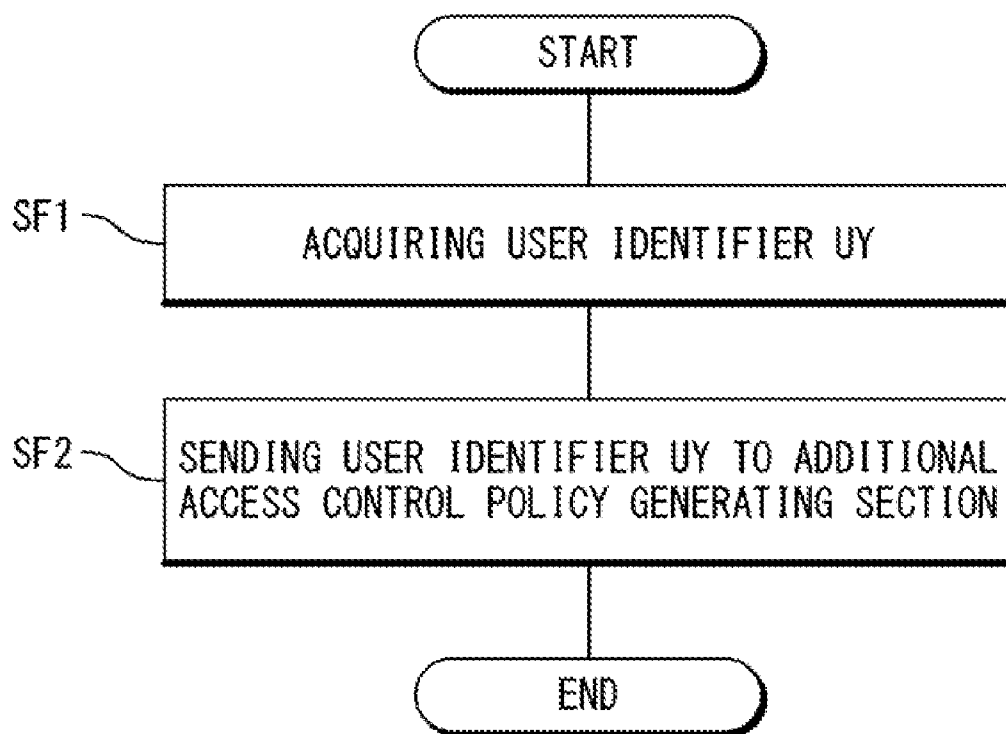 START
SF1
ACQUIRING USER IDENTIFIER UY
SF2
SENDING USER IDENTIFIER UY TO ADDITIONAL
ACCESS CONTROL POLICY GENERATING SECTION
END